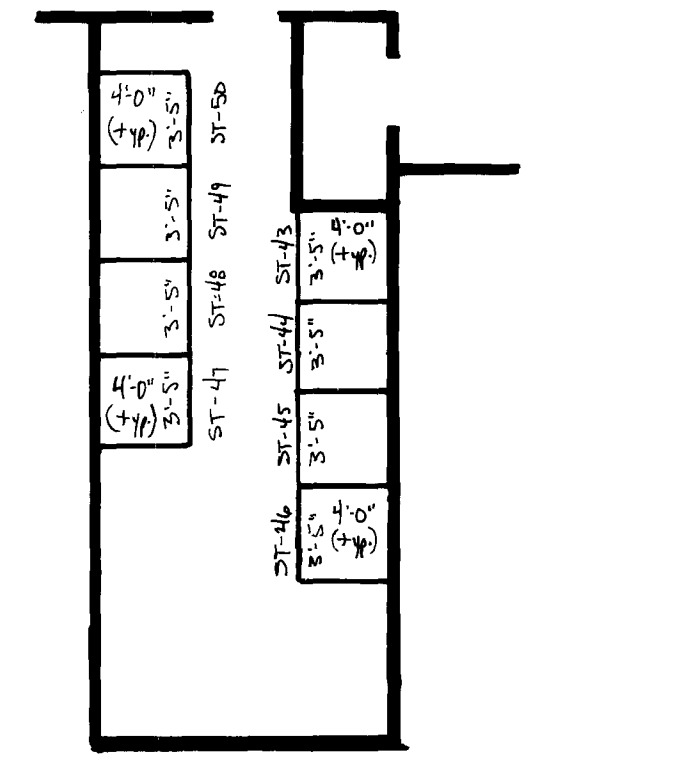 4'-0"
(typ.)
3'-5"
ST-50
3'-5"
ST-49
3'-5"
ST-48
4'-0"
(typ.)
3'-5"
ST-47
ST-43
3'-5"
4'-0"
(typ.)
ST-44
3'-5"
ST-45
3'-5"
ST-46
3'-5"
4'-0"
(typ.)